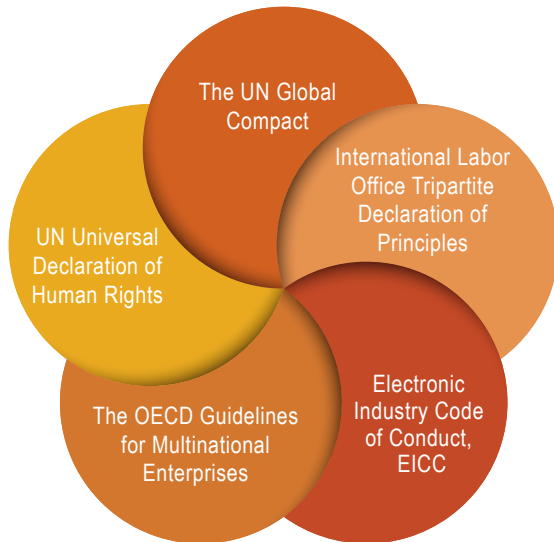 The UN Global
Compact
International Labor
Office Tripartite
Declaration of
Principles
Electronic
Industry Code
of Conduct,
EICC
The OECD Guidelines
for Multinational
Enterprises
UN Universal
Declaration of
Human Rights